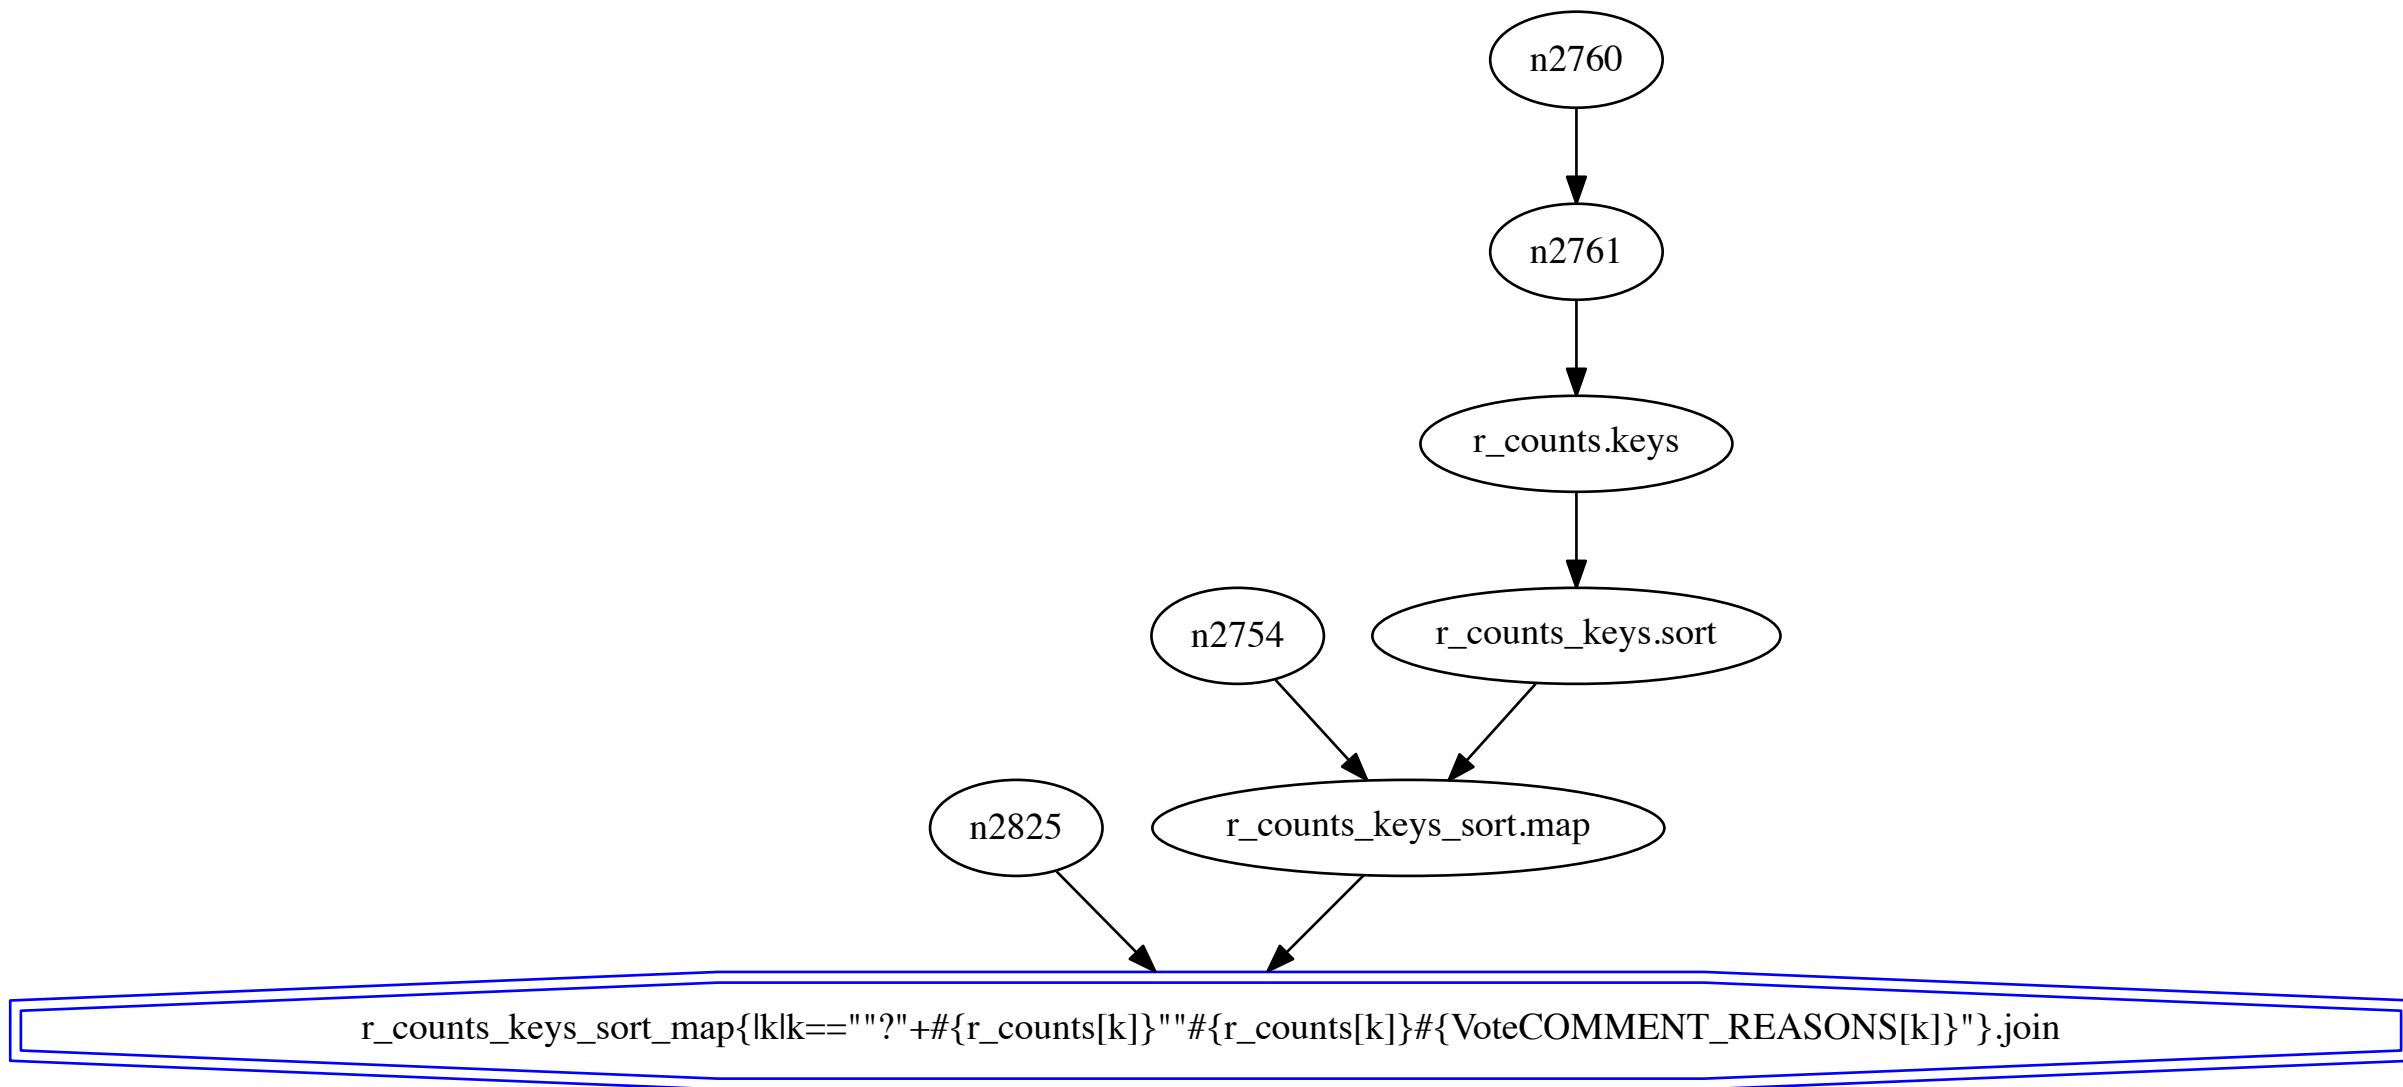 n2760
n2761
r_counts.keys
n2754
r_counts_keys.sort
n2825
r_counts_keys_sort.map
r_counts_keys_sort_map{|k|k==""?"+#{r_counts[k]}""#{r_counts[k]}#{VoteCOMMENT_REASONS[k]}"}.join